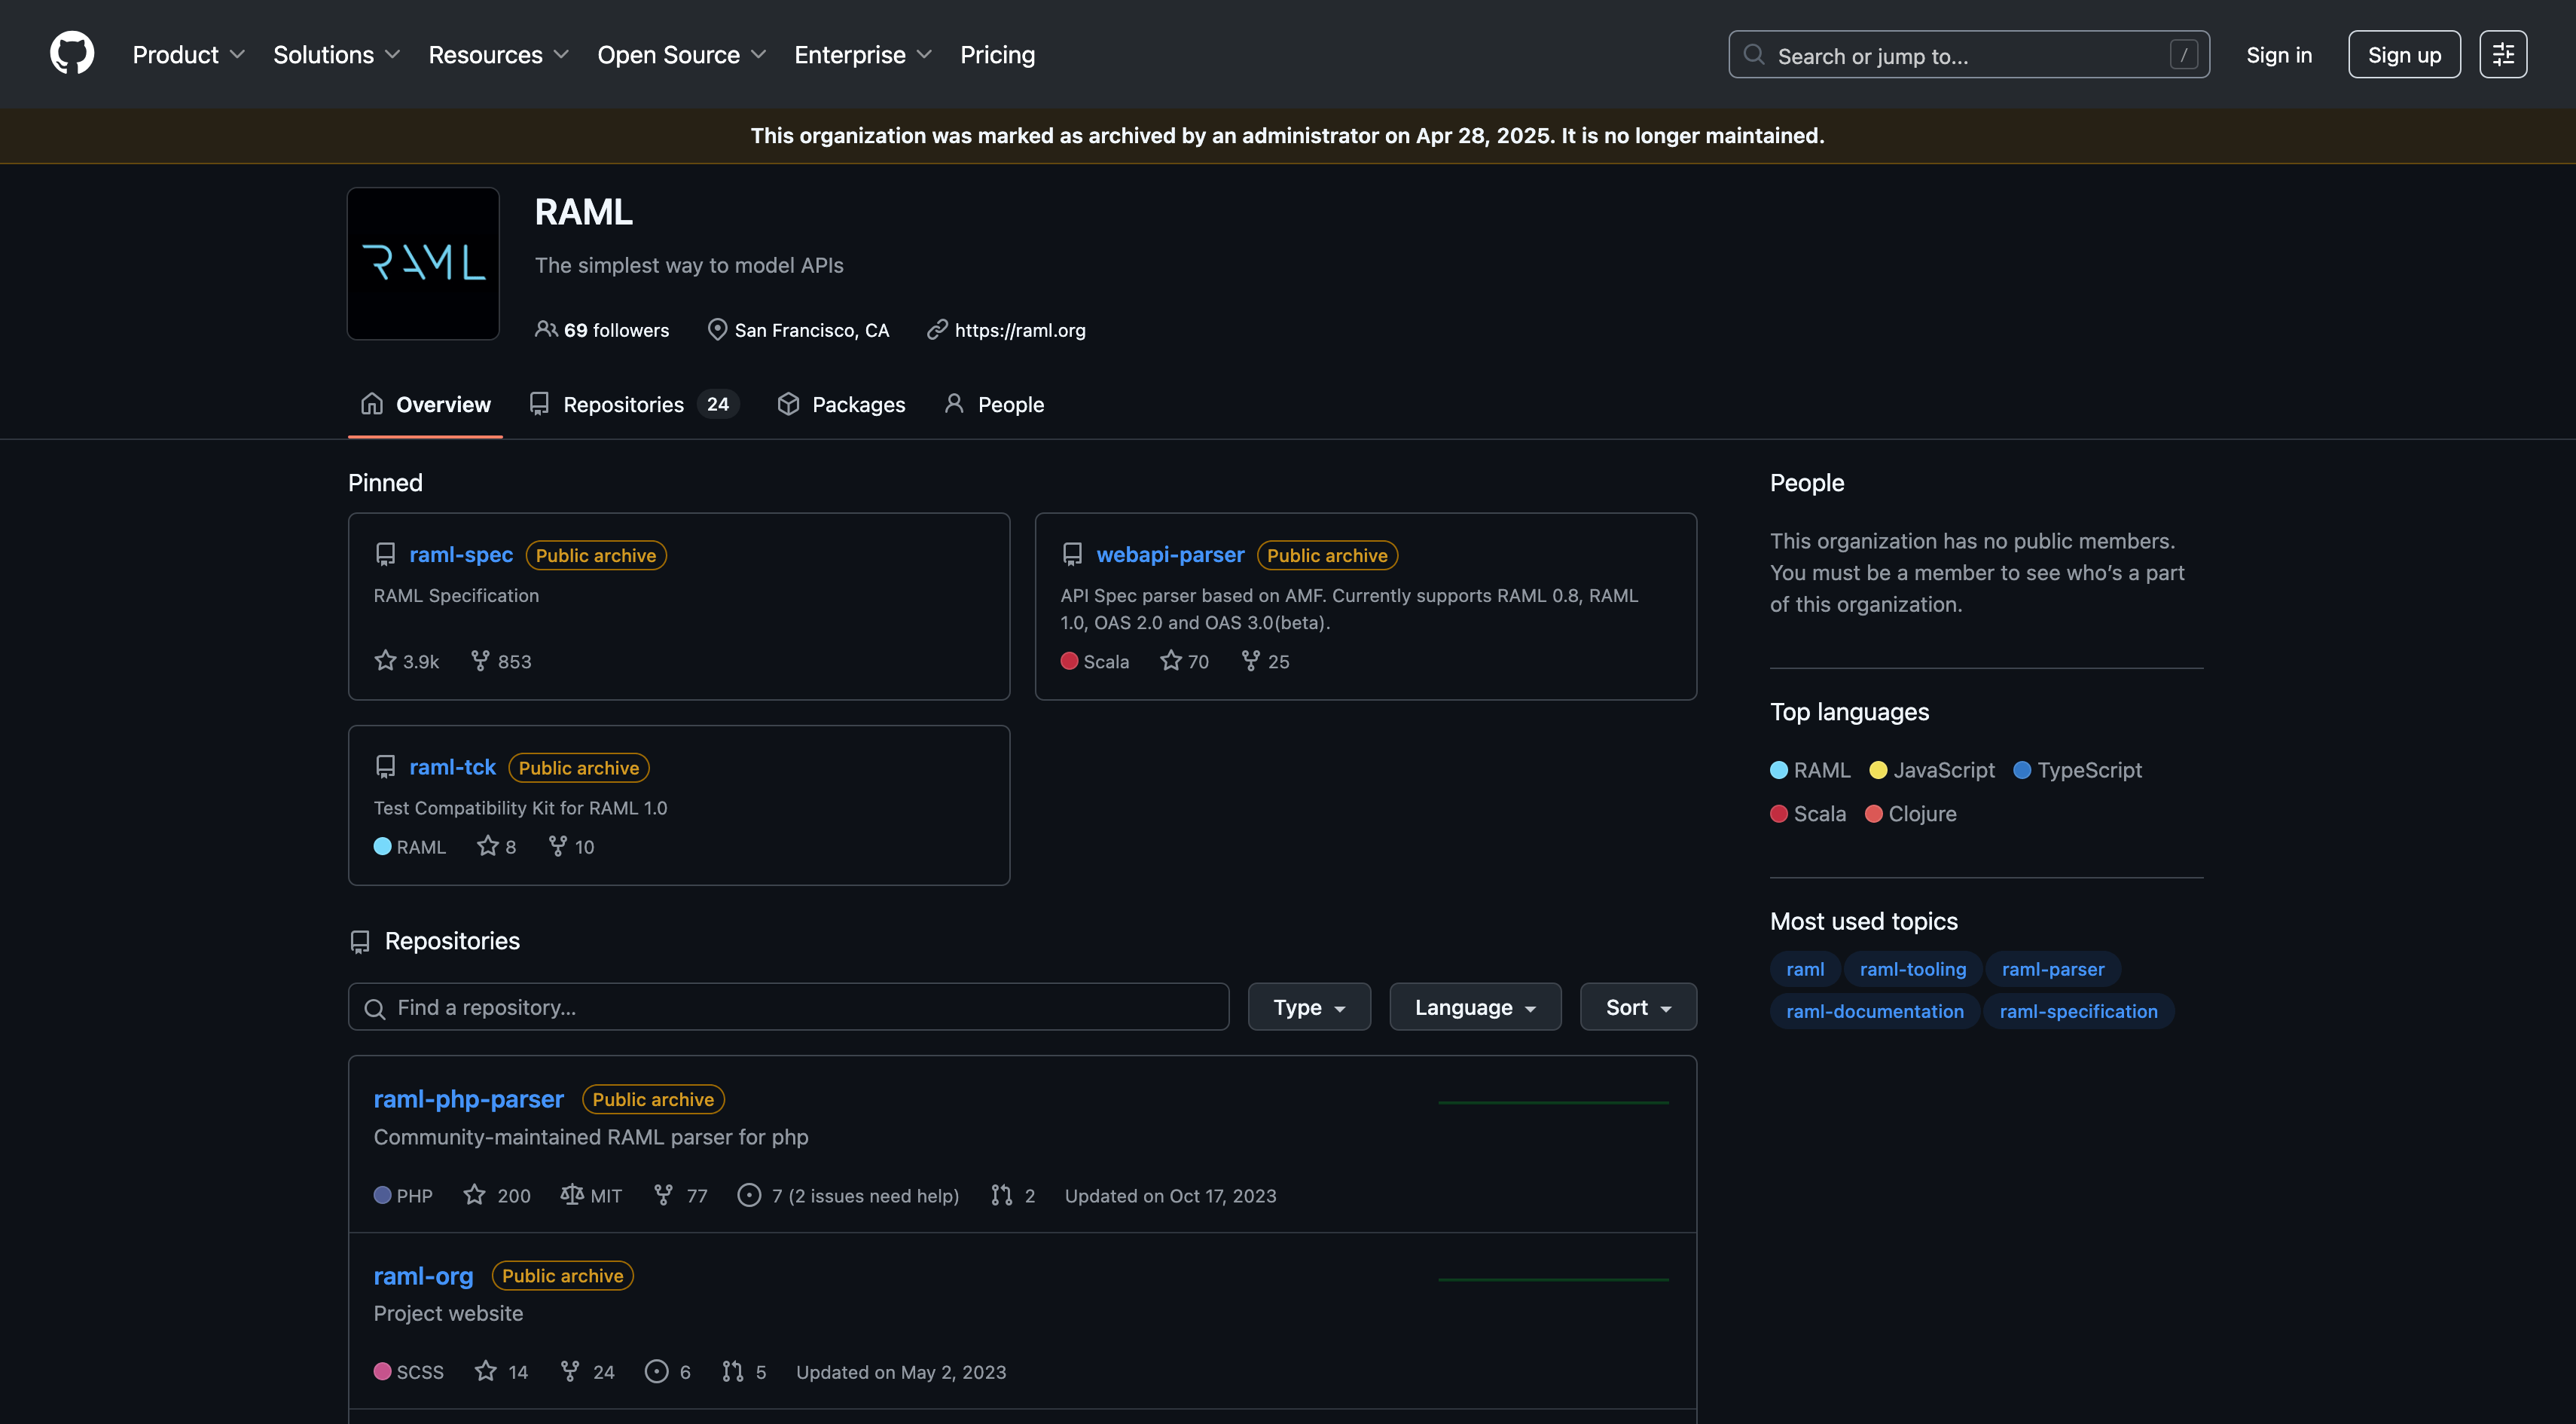 Product Solutions Resources Open Source Enterprise Pricing Search or jump to... / Sign in Sign up
This organization was marked as archived by an administrator on Apr 28, 2025. It is no longer maintained.
RAML
RAML
The simplest way to model APIs
69 followers San Francisco, CA https://raml.org
Overview Repositories 24 Packages People
Pinned
raml-spec Public archive
RAML Specification
3.9k 853
webapi-parser Public archive
API Spec parser based on AMF. Currently supports RAML 0.8, RAML
1.0, OAS 2.0 and OAS 3.0(beta).
Scala 70 25
raml-tck Public archive
Test Compatibility Kit for RAML 1.0
RAML 8 10
Repositories
Find a repository... Type Language Sort
raml-php-parser Public archive
Community-maintained RAML parser for php
PHP 200 MIT 77 7 (2 issues need help) 2 Updated on Oct 17, 2023
raml-org Public archive
Project website
SCSS 14 24 6 5 Updated on May 2, 2023
People
This organization has no public members.
You must be a member to see who’s a part
of this organization.
Top languages
RAML JavaScript TypeScript
Scala Clojure
Most used topics
raml raml-tooling raml-parser
raml-documentation raml-specification